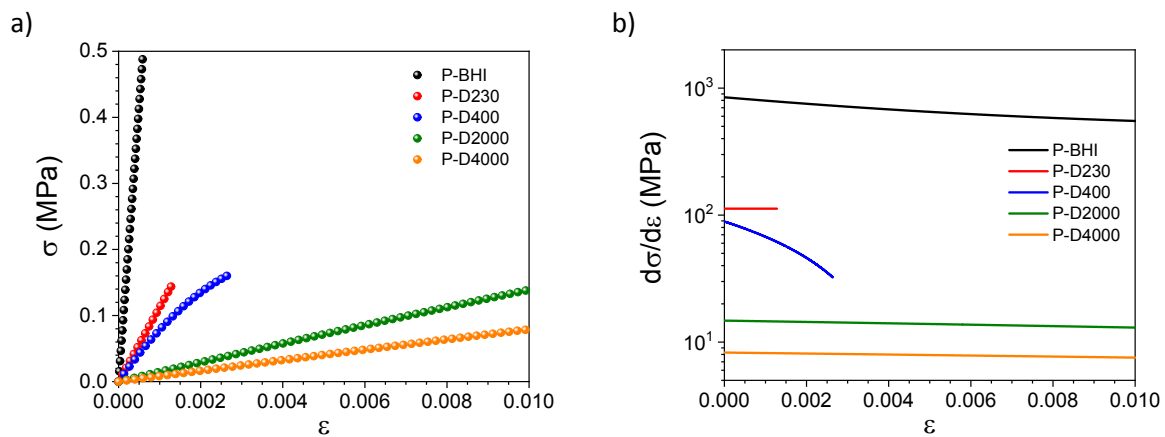 a)
σ (MPa)
0.5
0.4
0.3
0.2
0.1
0.0
P-BHI
P-D230
P-D400
P-D2000
P-D4000
0.000 0.002 0.004 0.006 0.008 0.010
ε
b)
dσ/dε (MPa)
10³
10²
10¹
P-BHI
P-D230
P-D400
P-D2000
P-D4000
0.000 0.002 0.004 0.006 0.008 0.010
ε